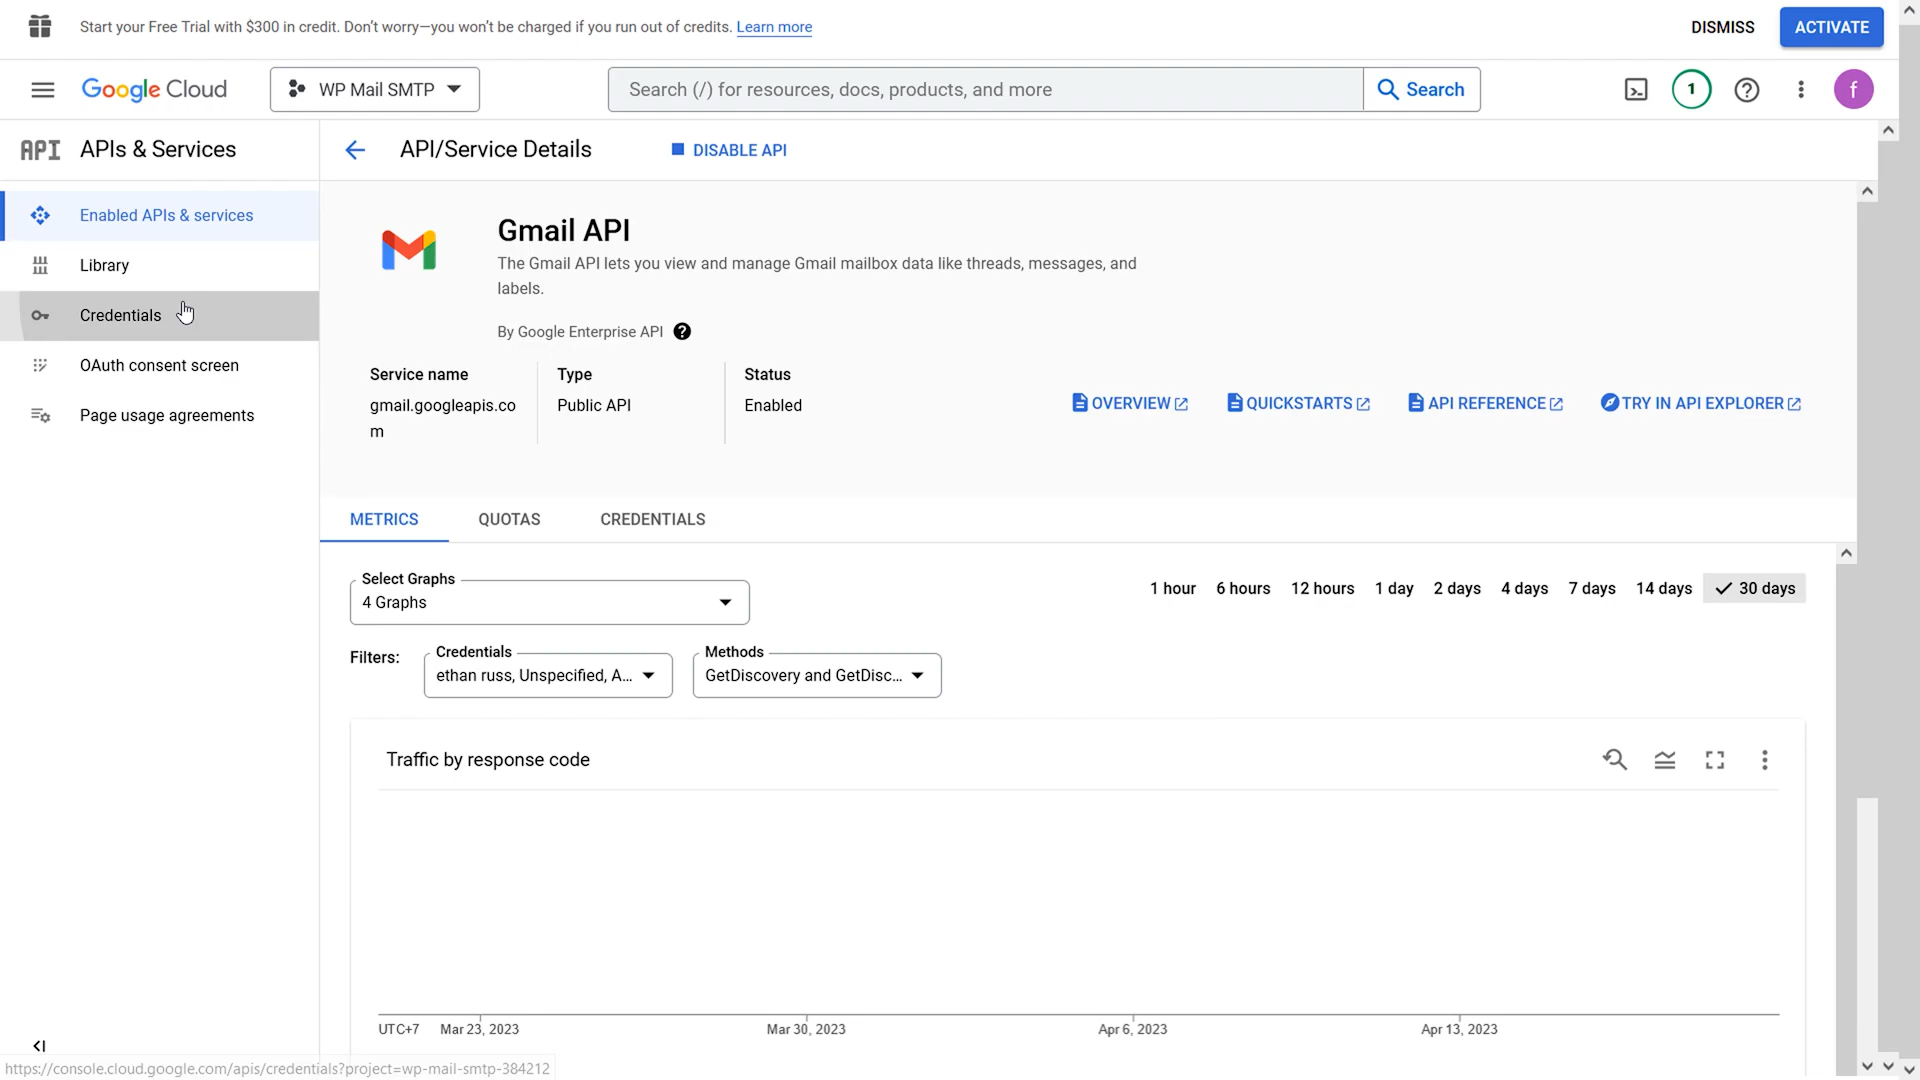 Start your Free Trial with $300 in credit. Don’t worry—you won’t be charged if you run out of credits. Learn more
DISMISS
ACTIVATE
Google Cloud
WP Mail SMTP
Search (/) for resources, docs, products, and more
Search
1
f
API
APIs & Services
API/Service Details
DISABLE API
Enabled APIs & services
Library
Credentials
OAuth consent screen
Page usage agreements
Gmail API
The Gmail API lets you view and manage Gmail mailbox data like threads, messages, and
labels.
By Google Enterprise API
Service name
gmail.googleapis.co
m
Type
Public API
Status
Enabled
OVERVIEW
QUICKSTARTS
API REFERENCE
TRY IN API EXPLORER
METRICS
QUOTAS
CREDENTIALS
Select Graphs
4 Graphs
1 hour
6 hours
12 hours
1 day
2 days
4 days
7 days
14 days
30 days
Filters:
Credentials
ethan russ, Unspecified, A...
Methods
GetDiscovery and GetDisc...
Traffic by response code
UTC+7
Mar 23, 2023
Mar 30, 2023
Apr 6, 2023
Apr 13, 2023
https://console.cloud.google.com/apis/credentials?project=wp-mail-smtp-384212